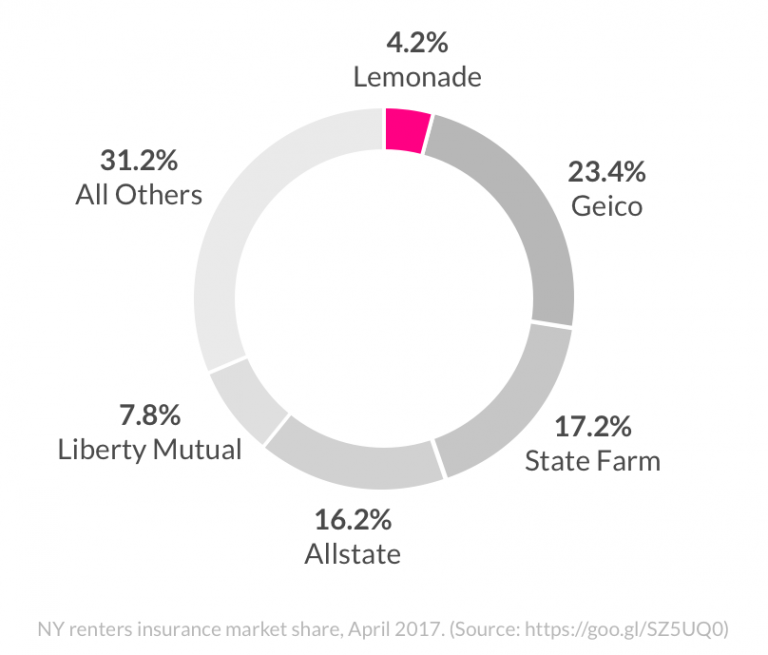 4.2%
Lemonade
23.4%
Geico
17.2%
State Farm
16.2%
Allstate
7.8%
Liberty Mutual
31.2%
All Others
NY renters insurance market share, April 2017. (Source: https://goo.gl/SZ5UQ0)